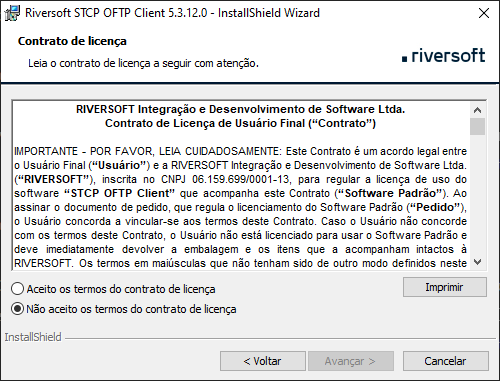 Riversoft STCP OFTP Client 5.3.12.0 - InstallShield Wizard
Contrato de licença
Leia o contrato de licença a seguir com atenção.
riversoft
RIVERSOFT Integração e Desenvolvimento de Software Ltda.
Contrato de Licença de Usuário Final (“Contrato”)
IMPORTANTE - POR FAVOR, LEIA CUIDADOSAMENTE: Este Contrato é um acordo legal entre
o Usuário Final (“Usuário”) e a RIVERSOFT Integração e Desenvolvimento de Software Ltda.
(“RIVERSOFT”), inscrita no CNPJ 06.159.699/0001-13, para regular a licença de uso do
software “STCP OFTP Client” que acompanha este Contrato (“Software Padrão”). Ao
assinar o documento de pedido, que regula o licenciamento do Software Padrão (“Pedido”),
o Usuário concorda a vincular-se aos termos deste Contrato. Caso o Usuário não concorde
com os termos deste Contrato, o Usuário não está licenciado para usar o Software Padrão e
deve imediatamente devolver a embalagem e os itens que a acompanham intactos à
RIVERSOFT. Os termos em maiúsculas que não tenham sido de outro modo definidos neste
Aceito os termos do contrato de licença
Imprimir
Não aceito os termos do contrato de licença
InstallShield
< Voltar
Avançar >
Cancelar